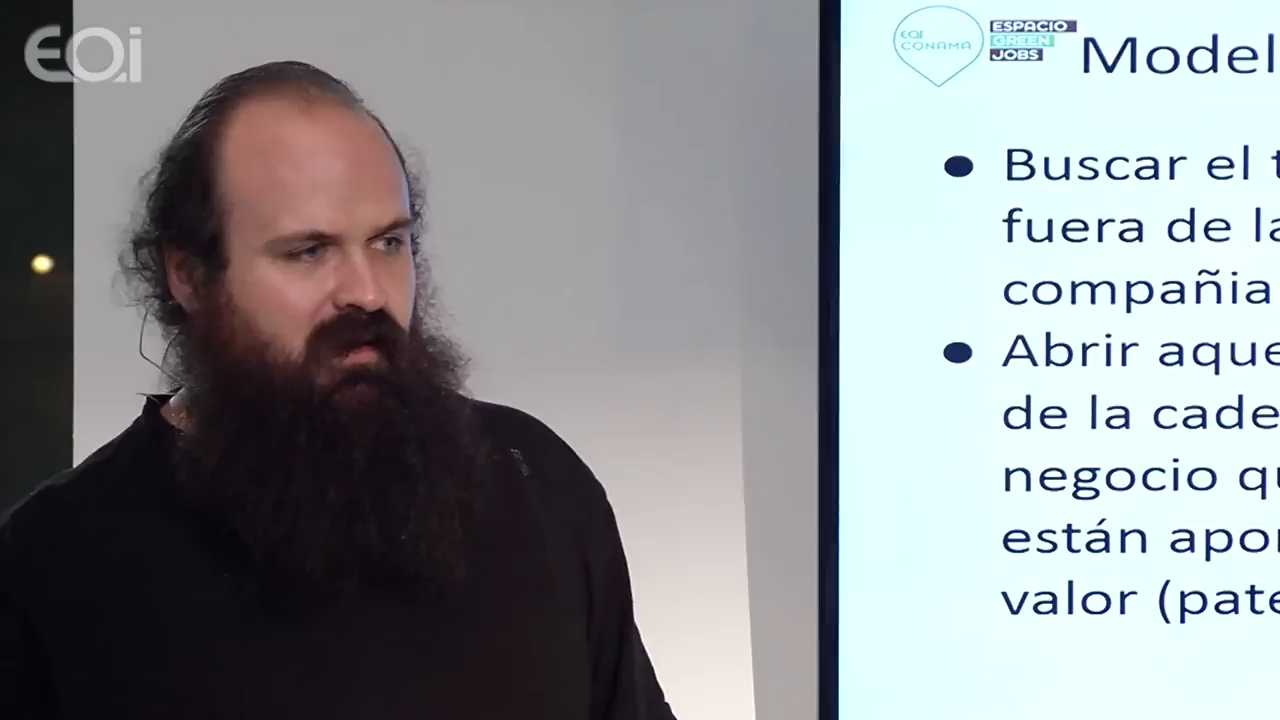 EOi
EOI
CONAMA
ESPACIO
GREEN
JOBS
Model
Buscar el t
fuera de la
compañia
Abrir aque
de la cade
negocio qu
están apor
valor (pate